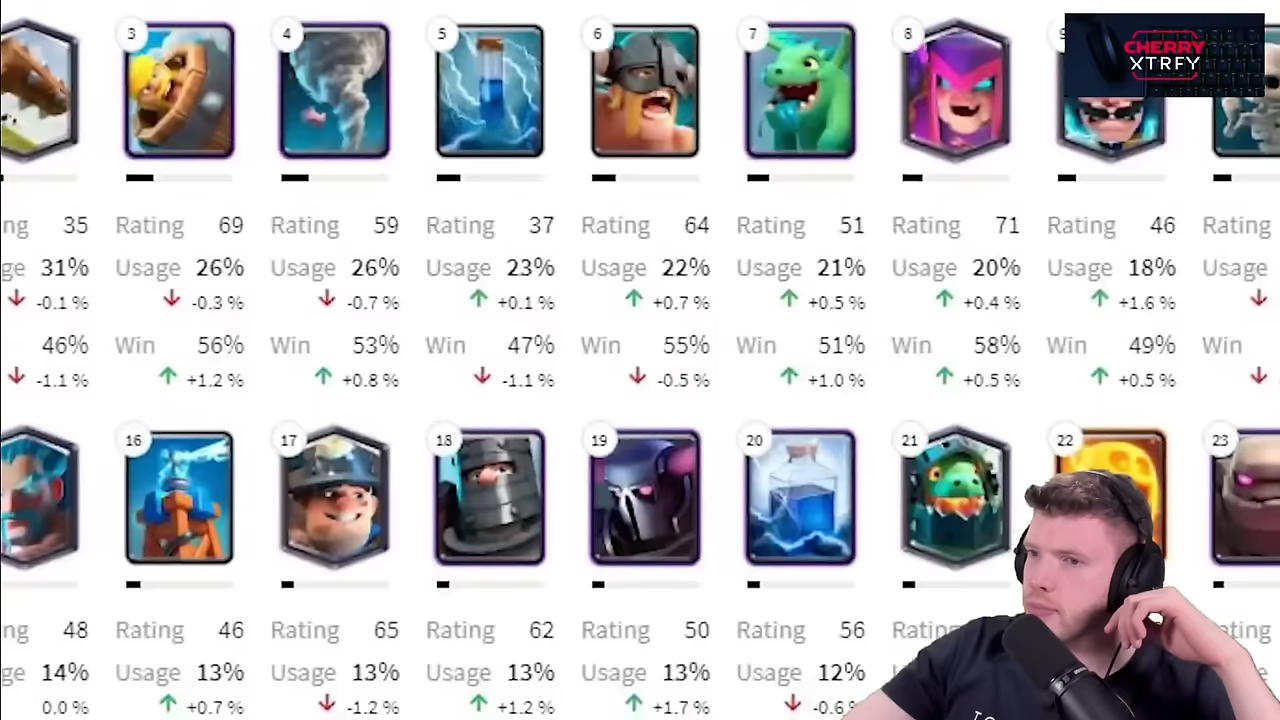 3 4 5 6 7 8 9
CHERRY
XTRFY
ng 35 Rating 69 Rating 59 Rating 37 Rating 64 Rating 51 Rating 71 Rating 46 Rating
ge 31% Usage 26% Usage 26% Usage 23% Usage 22% Usage 21% Usage 20% Usage 18% Usage
-0.1 % -0.3 % -0.7 % +0.1 % +0.7 % +0.5 % +0.4 % +1.6 %
46% Win 56% Win 53% Win 47% Win 55% Win 51% Win 58% Win 49% Win
-1.1 % +1.2 % +0.8 % -1.1 % -0.5 % +1.0 % +0.5 % +0.5 %
16 17 18 19 20 21 22 23
ng 48 Rating 46 Rating 65 Rating 62 Rating 50 Rating 56 Rating ating
ge 14% Usage 13% Usage 13% Usage 13% Usage 13% Usage 12%
0.0 % +0.7 % -1.2 % +1.2 % +1.7 % -0.6